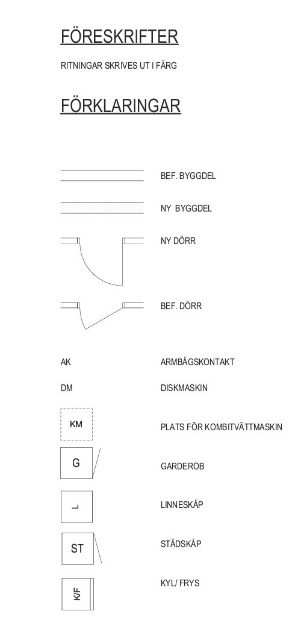 FÖRESKRIFTER
RITNINGAR SKRIVES UT I FÄRG
FÖRKLARINGAR
BEF. BYGGDEL
NY BYGGDEL
NY DÖRR
BEF. DÖRR
AK ARMBÅGSKONTAKT
DM DISKMASKIN
KM PLATS FÖR KOMBITVÄTTMASKIN
G GARDEROB
L LINNESKÅP
ST STÄDSKÅP
K/F KYL/ FRYS